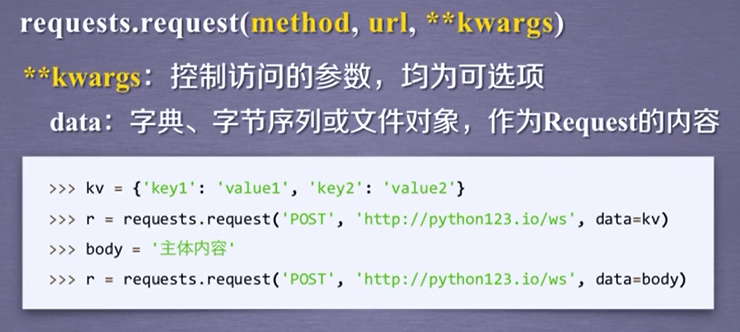 requests.request(method, url, **kwargs)
**kwargs：控制访问的参数，均为可选项
data：字典、字节序列或文件对象，作为Request的内容
>>> kv = {'key1': 'value1', 'key2': 'value2'}
>>> r = requests.request('POST', 'http://python123.io/ws', data=kv)
>>> body = '主体内容'
>>> r = requests.request('POST', 'http://python123.io/ws', data=body)